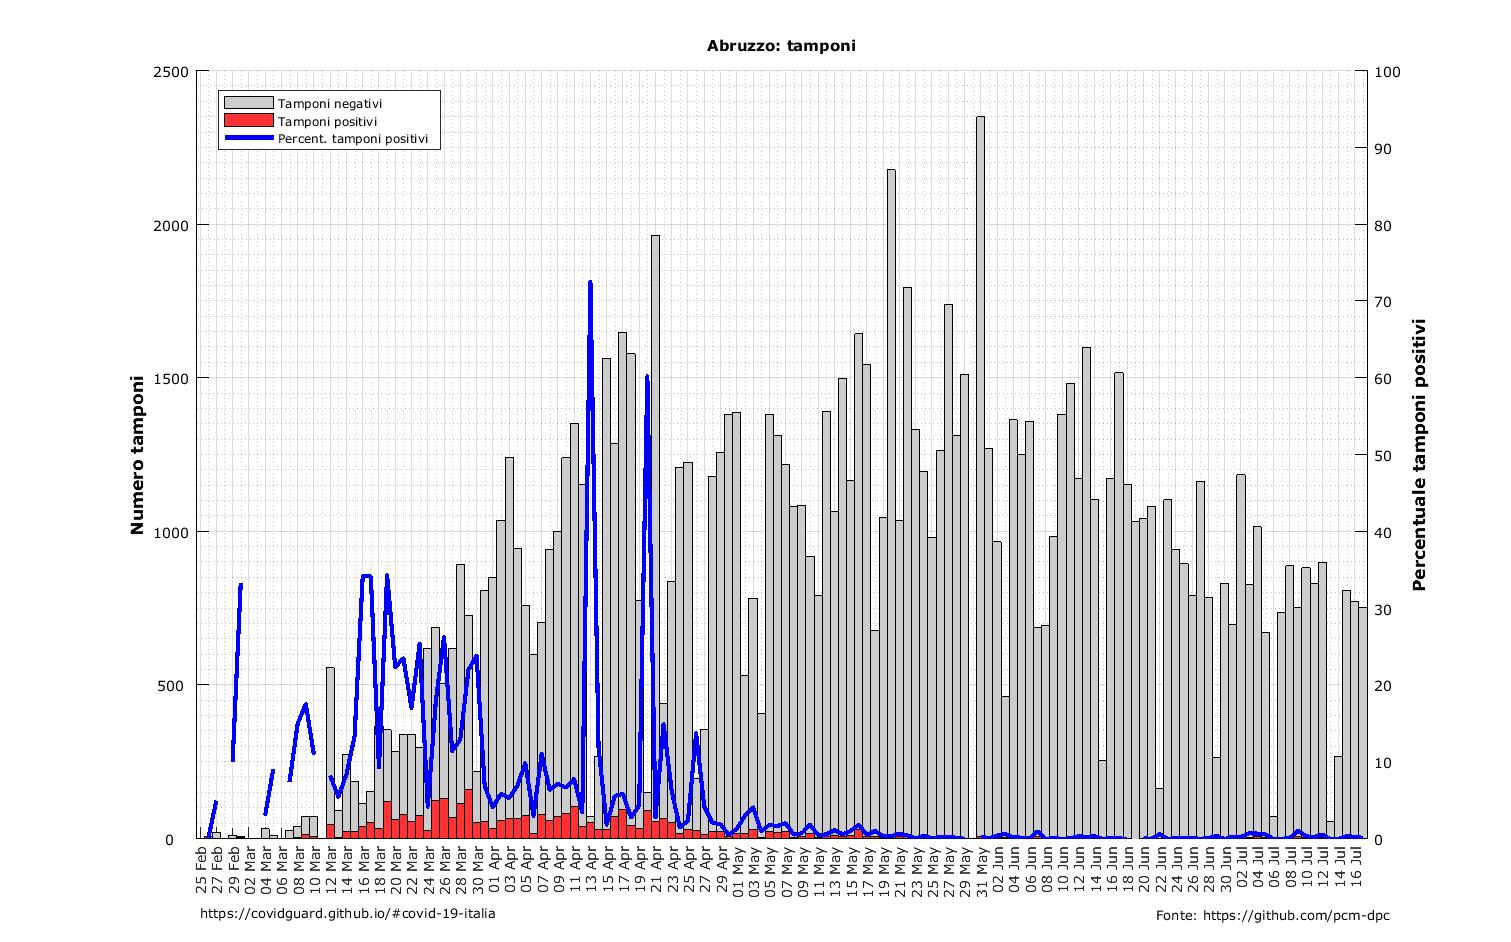 Abruzzo: tamponi
Tamponi negativi
Tamponi positivi
Percent. tamponi positivi
Numero tamponi
2500
2000
1500
1000
500
0
100
90
80
70
60
50
40
30
20
10
0
Percentuale tamponi positivi
25 Feb
27 Feb
29 Feb
02 Mar
04 Mar
06 Mar
08 Mar
10 Mar
12 Mar
14 Mar
16 Mar
18 Mar
20 Mar
22 Mar
24 Mar
26 Mar
28 Mar
30 Mar
01 Apr
03 Apr
05 Apr
07 Apr
09 Apr
11 Apr
13 Apr
15 Apr
17 Apr
19 Apr
21 Apr
23 Apr
25 Apr
27 Apr
29 Apr
01 May
03 May
05 May
07 May
09 May
11 May
13 May
15 May
17 May
19 May
21 May
23 May
25 May
27 May
29 May
31 May
02 Jun
04 Jun
06 Jun
08 Jun
10 Jun
12 Jun
14 Jun
16 Jun
18 Jun
20 Jun
22 Jun
24 Jun
26 Jun
28 Jun
30 Jun
02 Jul
04 Jul
06 Jul
08 Jul
10 Jul
12 Jul
14 Jul
16 Jul
https://covidguard.github.io/#covid-19-italia
Fonte: https://github.com/pcm-dpc